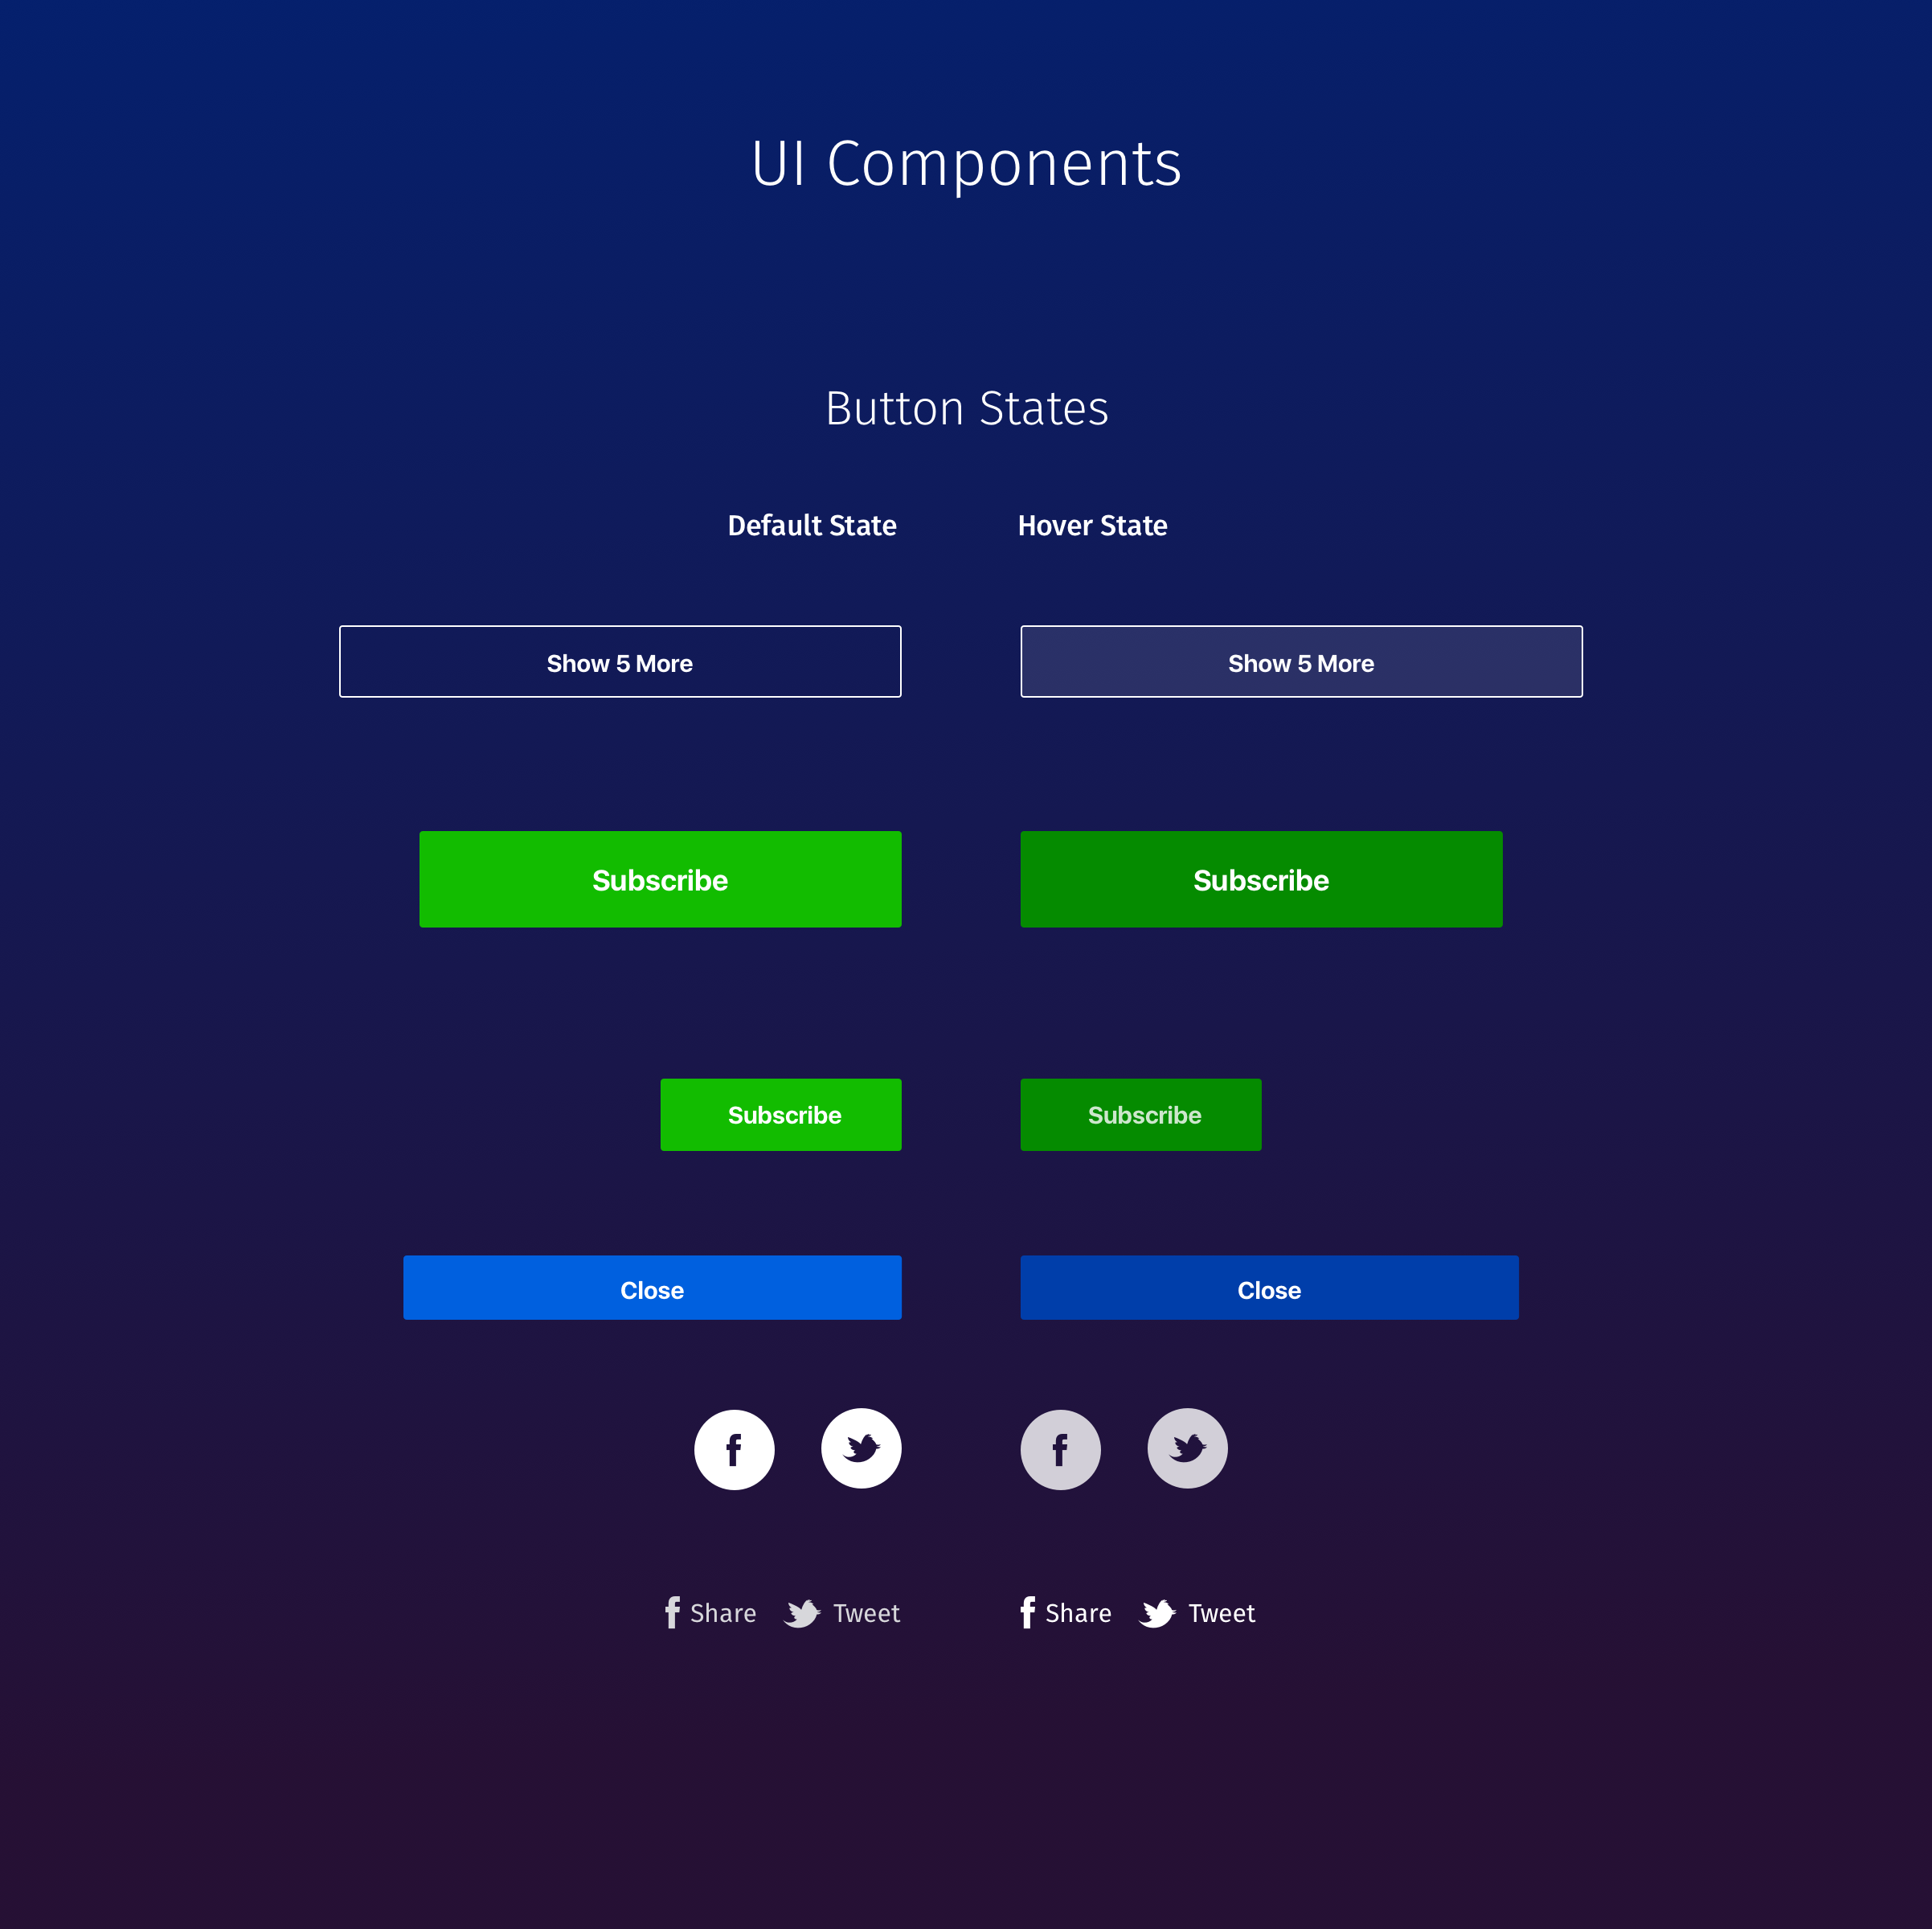 UI Components
Button States
Default State Hover State
Show 5 More Show 5 More
Subscribe Subscribe
Subscribe Subscribe
Close Close
Share Tweet Share Tweet